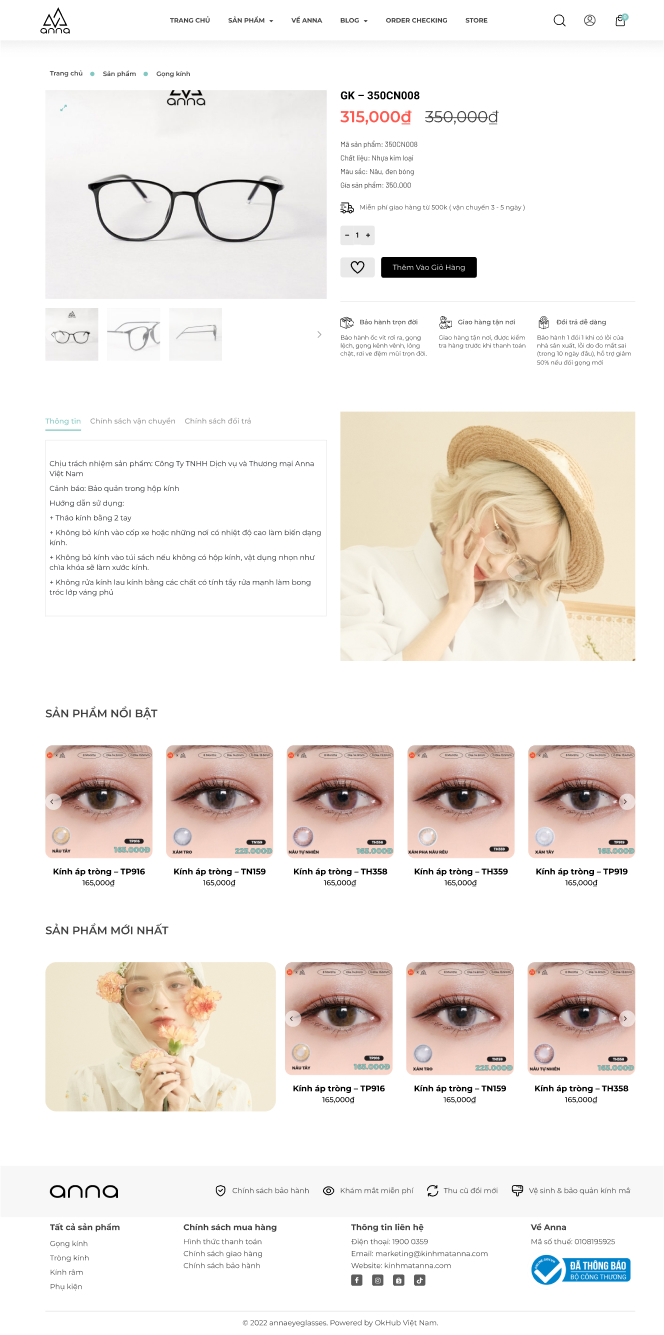 anna
TRANG CHỦ
SẢN PHẨM
VỀ ANNA
BLOG
ORDER CHECKING
STORE
Trang chủ
Sản phẩm
Gọng kính
anna
GK – 350CN008
315,000₫ 350,000₫
Mã sản phẩm: 350CN008
Chất liệu: Nhựa kim loại
Màu sắc: Nâu, đen bóng
Gía sản phẩm: 350.000
Miễn phí giao hàng từ 500k ( vận chuyển 3 - 5 ngày )
− 1 +
Thêm Vào Giỏ Hàng
Bảo hành trọn đời
Bảo hành ốc vít rơi ra, gọng
lệch, gọng kênh vênh, lỏng
chặt, rơi ve đệm mũi trọn đời.
Giao hàng tận nơi
Giao hàng tận nơi, được kiểm
tra hàng trước khi thanh toán
Đổi trả dễ dàng
Bảo hành 1 đổi 1 khi có lỗi của
nhà sản xuất, lỗi do đo mắt sai
(trong 10 ngày đầu), hỗ trợ giảm
50% nếu đổi gọng mới
Thông tin
Chính sách vận chuyển
Chính sách đổi trả
Chịu trách nhiệm sản phẩm: Công Ty TNHH Dịch vụ và Thương mại Anna
Việt Nam
Cảnh báo: Bảo quản trong hộp kính
Hướng dẫn sử dụng:
+ Tháo kính bằng 2 tay
+ Không bỏ kính vào cốp xe hoặc những nơi có nhiệt độ cao làm biến dạng
kính.
+ Không bỏ kính vào túi sách nếu không có hộp kính, vật dụng nhọn như
chìa khóa sẽ làm xước kính.
+ Không rửa kính lau kính bằng các chất có tính tẩy rửa mạnh làm bong
tróc lớp váng phủ
SẢN PHẨM NỔI BẬT
NÂU TÂY
TP916
165.000Đ
Kính áp tròng – TP916
165,000₫
XÁM TRO
TN159
225.000Đ
Kính áp tròng – TN159
165,000₫
NÂU TỰ NHIÊN
TH358
165.000Đ
Kính áp tròng – TH358
165,000₫
XÁM PHA NÂU RÊU
TH359
Kính áp tròng – TH359
165,000₫
XÁM TÂY
TP919
165.000Đ
Kính áp tròng – TP919
165,000₫
SẢN PHẨM MỚI NHẤT
NÂU TÂY
165.000Đ
Kính áp tròng – TP916
165,000₫
XÁM TRO
TN159
225.000Đ
Kính áp tròng – TN159
165,000₫
NÂU TỰ NHIÊN
TH358
165.000Đ
Kính áp tròng – TH358
165,000₫
anna
Chính sách bảo hành
Khám mắt miễn phí
Thu cũ đổi mới
Vệ sinh & bảo quản kính mắ
Tất cả sản phẩm
Gọng kính
Tròng kính
Kính râm
Phụ kiện
Chính sách mua hàng
Hình thức thanh toán
Chính sách giao hàng
Chính sách bảo hành
Thông tin liên hệ
Điện thoại: 1900 0359
Email: marketing@kinhmatanna.com
Website: kinhmatanna.com
Về Anna
Mã số thuế: 0108195925
ĐÃ THÔNG BÁO
BỘ CÔNG THƯƠNG
© 2022 annaeyeglasses. Powered by OkHub Việt Nam.